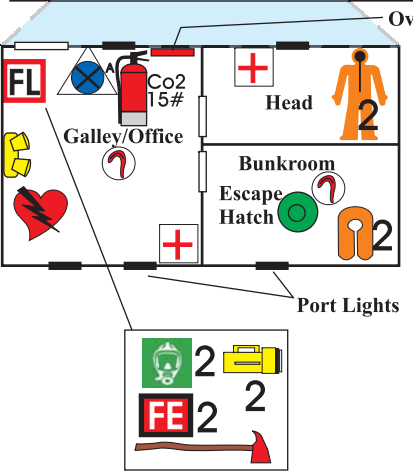 Ov
FL
A
Co2
15#
Head
2
Galley/Office
Bunkroom
Escape
Hatch
2
Port Lights
2
2
FE 2